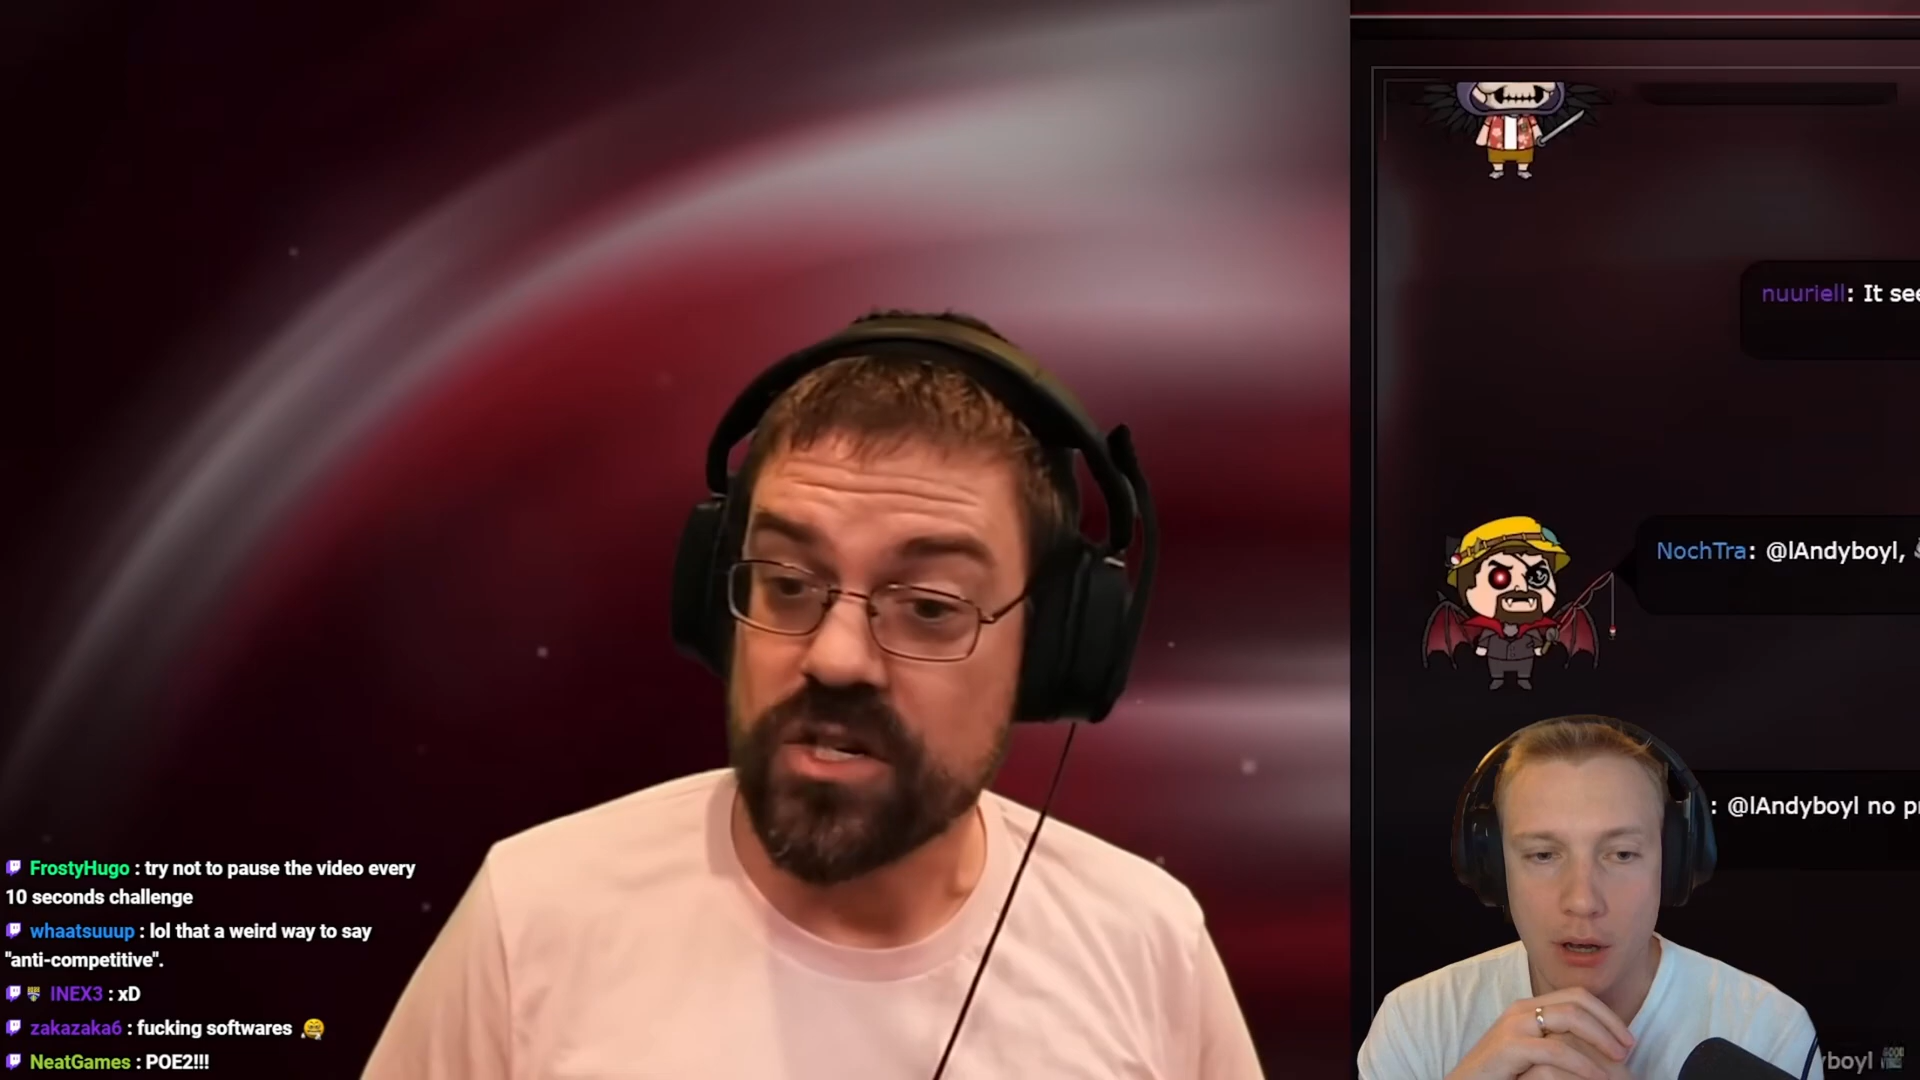 nuuriell: It see
NochTra: @lAndyboyl,
: @lAndyboyl no p
FrostyHugo : try not to pause the video every
10 seconds challenge
whaatsuuup : lol that a weird way to say
"anti-competitive".
INEX3 : xD
zakazaka6 : fucking softwares
NeatGames : POE2!!!
yboyl